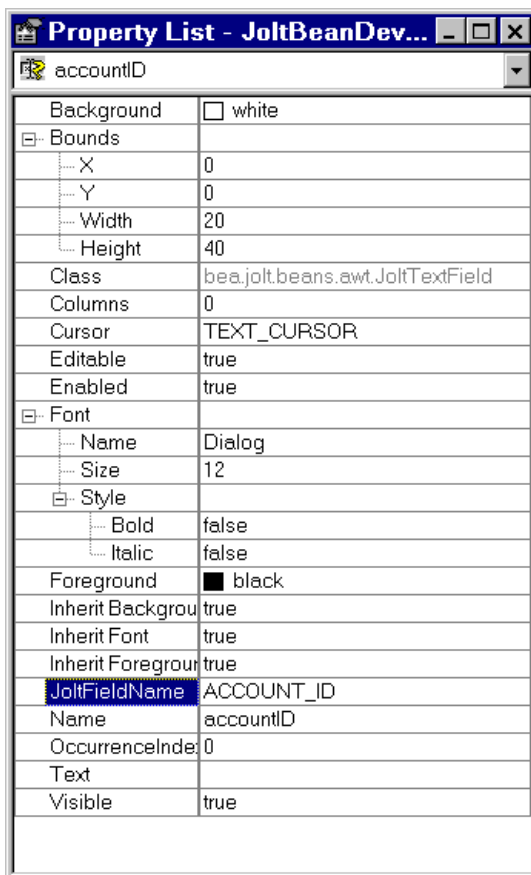 Property List - JoltBeanDev...
accountID
Background white
Bounds
X 0
Y 0
Width 20
Height 40
Class bea.jolt.beans.awt.JoltTextField
Columns 0
Cursor TEXT_CURSOR
Editable true
Enabled true
Font
Name Dialog
Size 12
Style
Bold false
Italic false
Foreground black
Inherit Backgrou true
Inherit Font true
Inherit Foregrour true
JoltFieldName ACCOUNT_ID
Name accountID
OccurrenceInde: 0
Text
Visible true